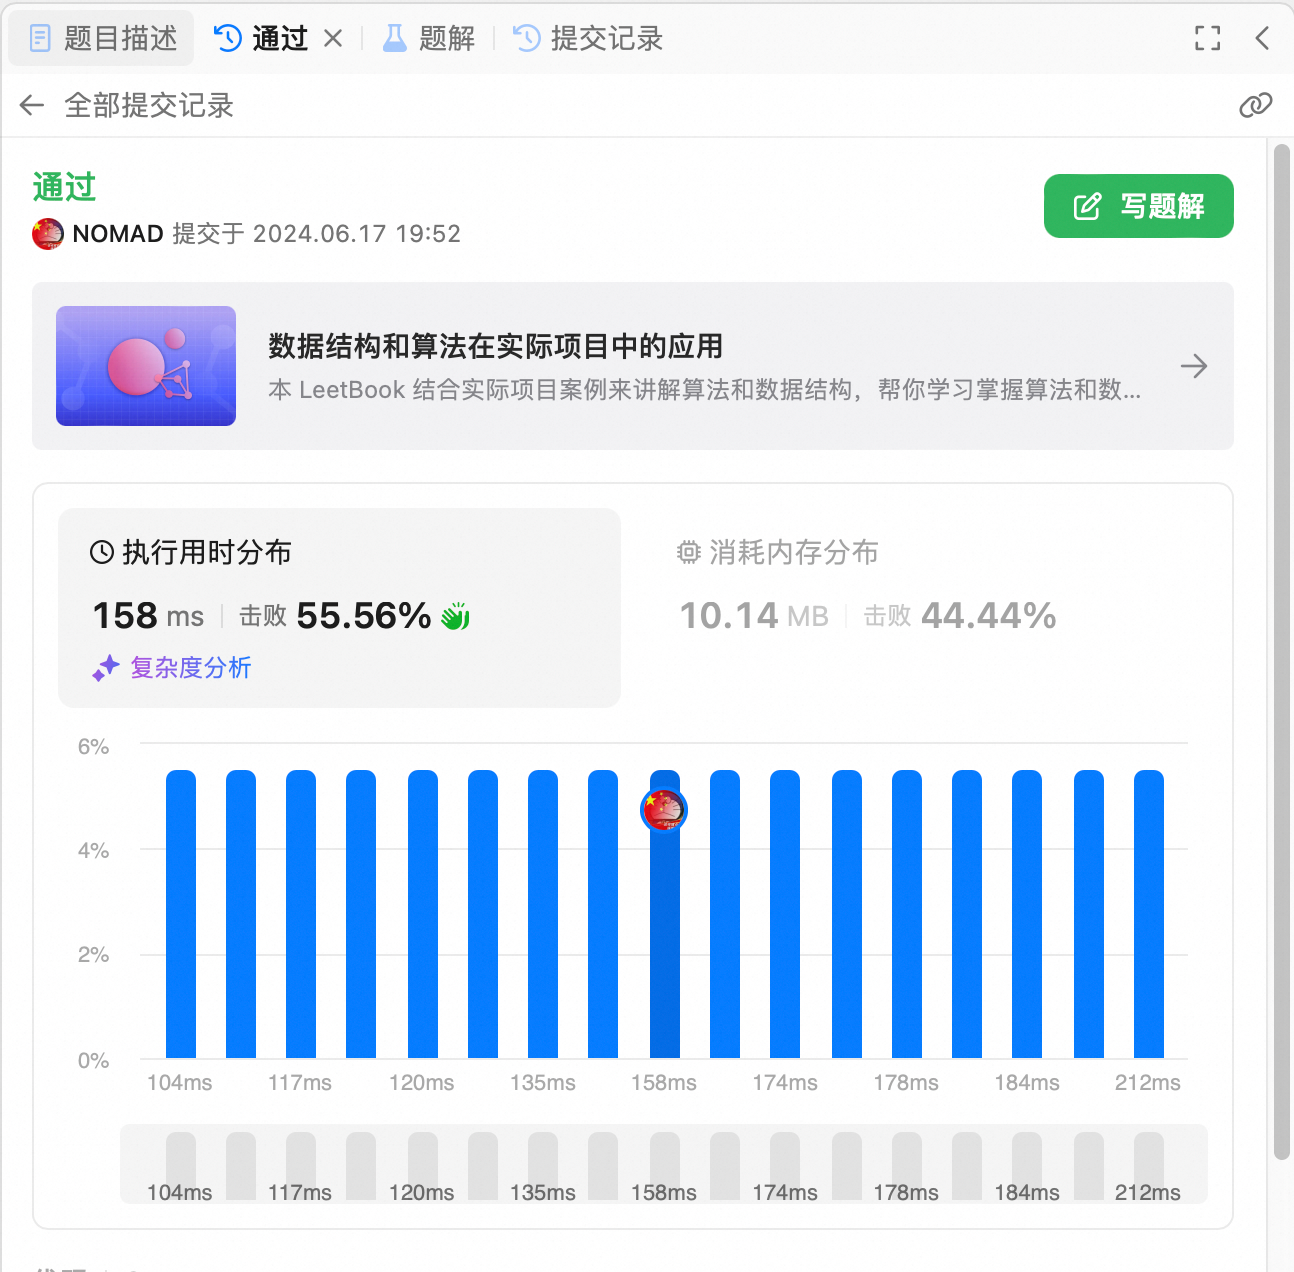 题目描述 通过 题解 提交记录
全部提交记录
通过
写题解
NOMAD 提交于 2024.06.17 19:52
数据结构和算法在实际项目中的应用
本 LeetBook 结合实际项目案例来讲解算法和数据结构，帮你学习掌握算法和数...
执行用时分布
158 ms 击败 55.56%
复杂度分析
消耗内存分布
10.14 MB 击败 44.44%
6%
4%
2%
0%
104ms 117ms 120ms 135ms 158ms 174ms 178ms 184ms 212ms
104ms 117ms 120ms 135ms 158ms 174ms 178ms 184ms 212ms